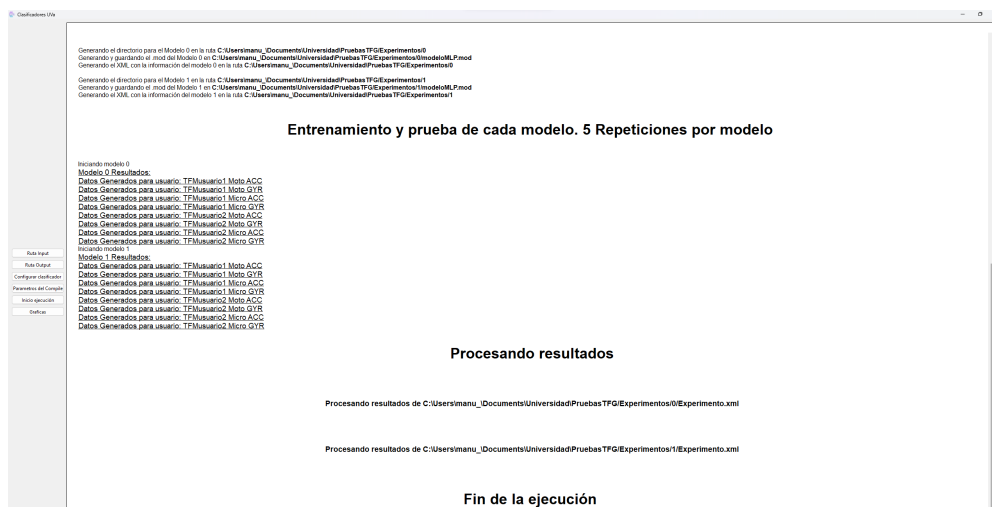 Clasificadores UVa
Generando el directorio para el Modelo 0 en la ruta C:\Users\manu_\Documents\Universidad\PruebasTFG/Experimentos/0
Generando y guardando el .mod del Modelo 0 en C:\Users\manu_\Documents\Universidad\PruebasTFG/Experimentos/0/modeloMLP.mod
Generando el XML con la información del modelo 0 en la ruta C:\Users\manu_\Documents\Universidad\PruebasTFG/Experimentos/0
Generando el directorio para el Modelo 1 en la ruta C:\Users\manu_\Documents\Universidad\PruebasTFG/Experimentos/1
Generando y guardando el .mod del Modelo 1 en C:\Users\manu_\Documents\Universidad\PruebasTFG/Experimentos/1/modeloMLP.mod
Generando el XML con la información del modelo 1 en la ruta C:\Users\manu_\Documents\Universidad\PruebasTFG/Experimentos/1
Entrenamiento y prueba de cada modelo. 5 Repeticiones por modelo
Iniciando modelo 0
Modelo 0 Resultados:
Datos Generados para usuario: TFMusuario1 Moto ACC
Datos Generados para usuario: TFMusuario1 Moto GYR
Datos Generados para usuario: TFMusuario1 Micro ACC
Datos Generados para usuario: TFMusuario1 Micro GYR
Datos Generados para usuario: TFMusuario2 Moto ACC
Datos Generados para usuario: TFMusuario2 Moto GYR
Datos Generados para usuario: TFMusuario2 Micro ACC
Datos Generados para usuario: TFMusuario2 Micro GYR
Iniciando modelo 1
Modelo 1 Resultados:
Datos Generados para usuario: TFMusuario1 Moto ACC
Datos Generados para usuario: TFMusuario1 Moto GYR
Datos Generados para usuario: TFMusuario1 Micro ACC
Datos Generados para usuario: TFMusuario1 Micro GYR
Datos Generados para usuario: TFMusuario2 Moto ACC
Datos Generados para usuario: TFMusuario2 Moto GYR
Datos Generados para usuario: TFMusuario2 Micro ACC
Datos Generados para usuario: TFMusuario2 Micro GYR
Ruta Input
Ruta Output
Configurar clasificador
Parametros del Compile
Inicio ejecución
Graficas
Procesando resultados
Procesando resultados de C:\Users\manu_\Documents\Universidad\PruebasTFG/Experimentos/0/Experimento.xml
Procesando resultados de C:\Users\manu_\Documents\Universidad\PruebasTFG/Experimentos/1/Experimento.xml
Fin de la ejecución